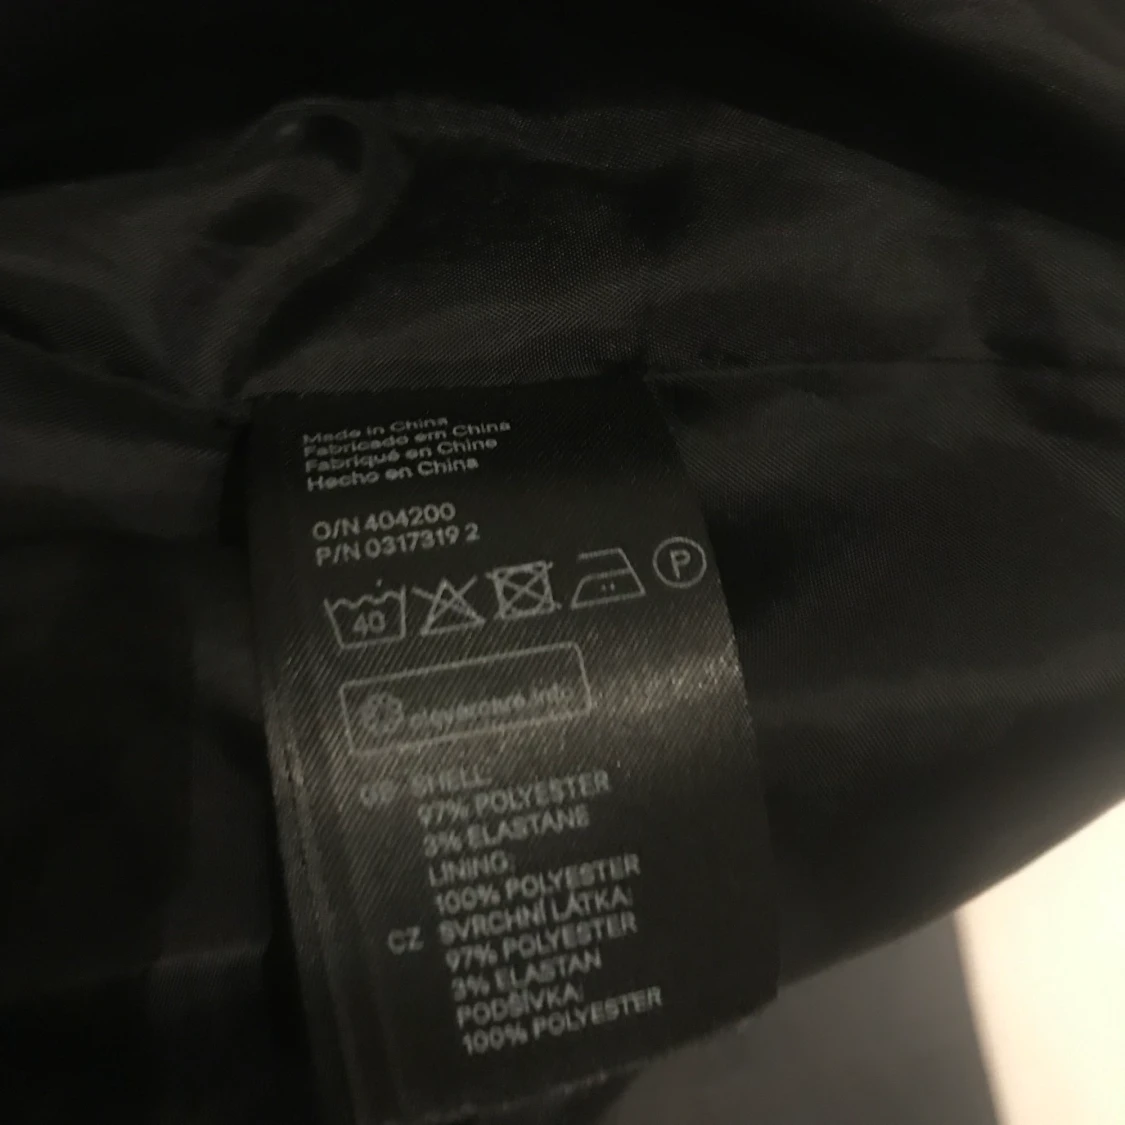 Made in China
Fabricado em China
Fabriqué en Chine
Hecho en China
O/N 404200
P/N 0317319 2
40
P
GB SHELL:
97% POLYESTER
3% ELASTANE
LINING:
100% POLYESTER
CZ SVRCHNÍ LÁTKA:
97% POLYESTER
3% ELASTAN
PODŠÍVKA:
100% POLYESTER